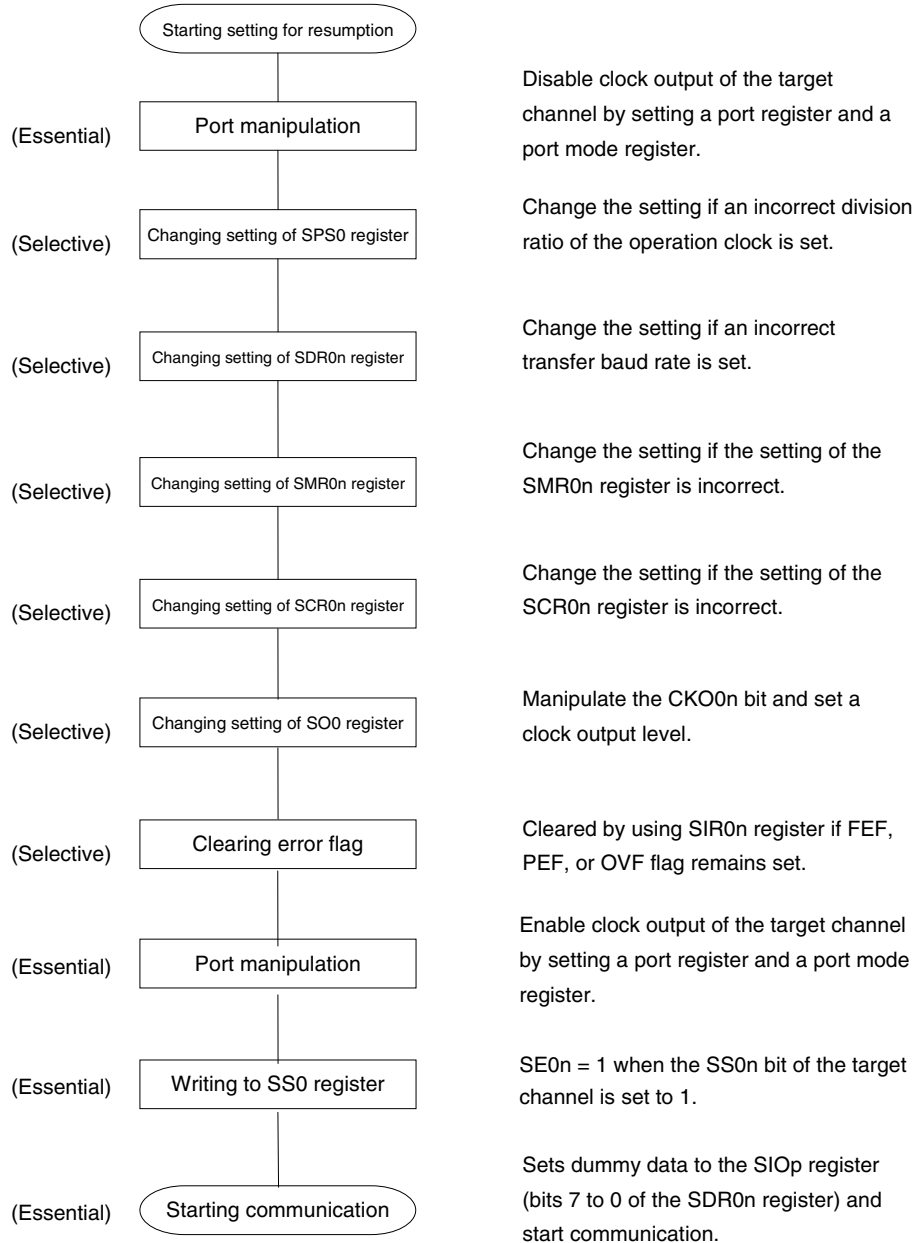 Starting setting for resumption
(Essential)
Port manipulation
Disable clock output of the target
channel by setting a port register and a
port mode register.
(Selective)
Changing setting of SPS0 register
Change the setting if an incorrect division
ratio of the operation clock is set.
(Selective)
Changing setting of SDR0n register
Change the setting if an incorrect
transfer baud rate is set.
(Selective)
Changing setting of SMR0n register
Change the setting if the setting of the
SMR0n register is incorrect.
(Selective)
Changing setting of SCR0n register
Change the setting if the setting of the
SCR0n register is incorrect.
(Selective)
Changing setting of SO0 register
Manipulate the CKO0n bit and set a
clock output level.
(Selective)
Clearing error flag
Cleared by using SIR0n register if FEF,
PEF, or OVF flag remains set.
(Essential)
Port manipulation
Enable clock output of the target channel
by setting a port register and a port mode
register.
(Essential)
Writing to SS0 register
SE0n = 1 when the SS0n bit of the target
channel is set to 1.
(Essential)
Starting communication
Sets dummy data to the SIOp register
(bits 7 to 0 of the SDR0n register) and
start communication.